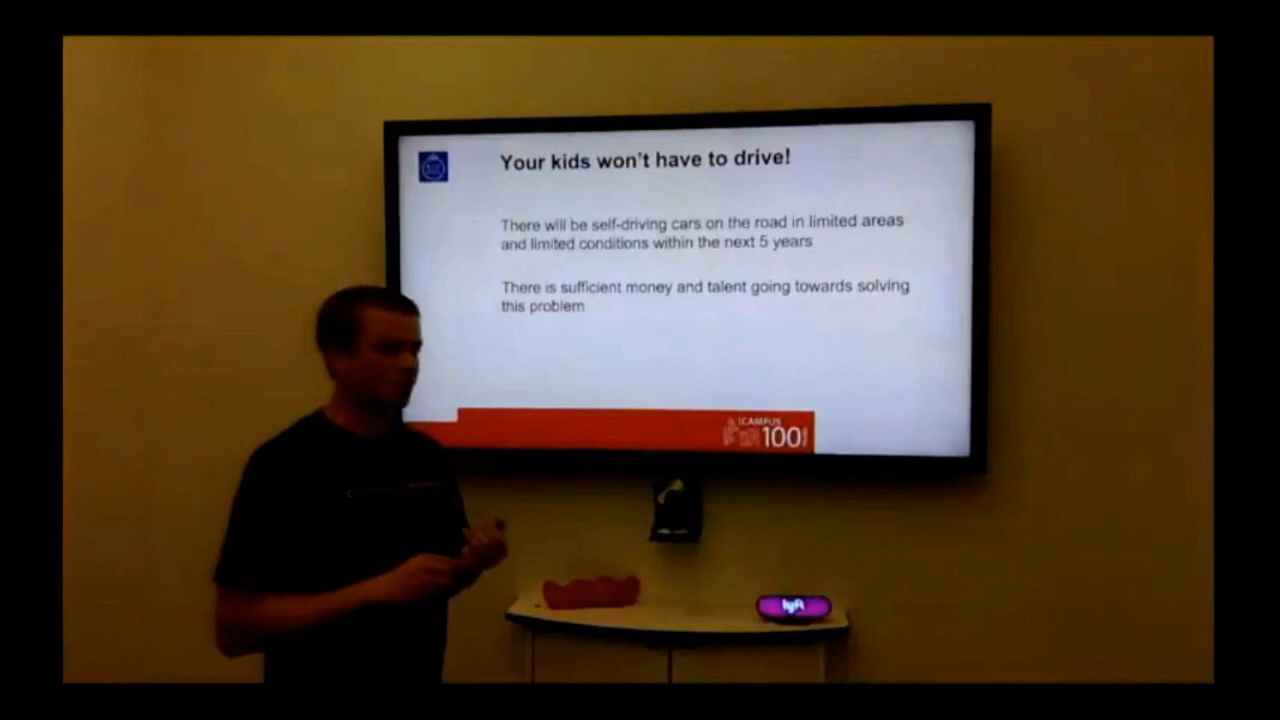 Your kids won't have to drive!
There will be self-driving cars on the road in limited areas
and limited conditions within the next 5 years
There is sufficient money and talent going towards solving
this problem
CAMPUS
100
lyft